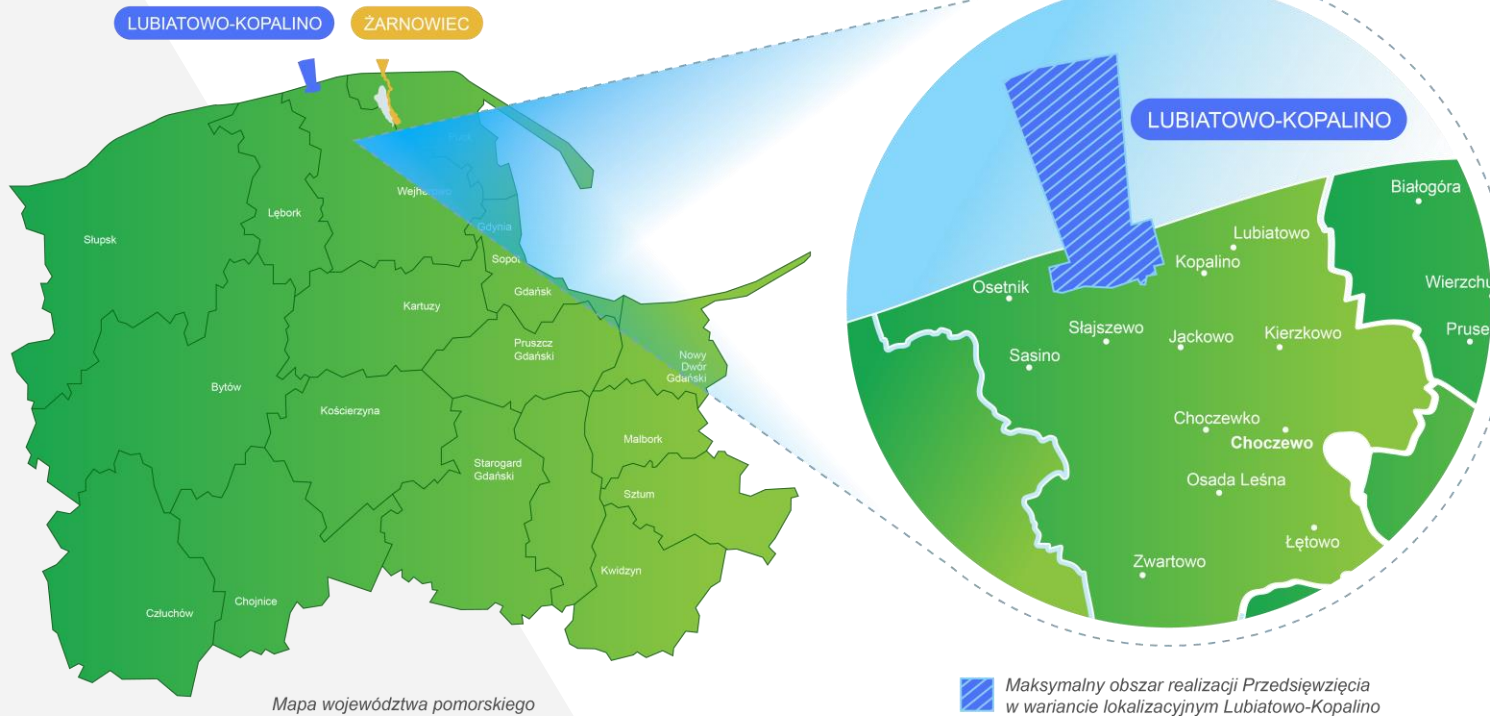 LUBIATOWO-KOPALINO
ŻARNOWIEC
Słupsk
Lębork
Gdynia
Sopot
Gdańsk
Kartuzy
Pruszcz
Gdański
Nowy
Dwór
Gdański
Bytów
Kościerzyna
Malbork
Starogard
Gdański
Sztum
Kwidzyn
Chojnice
Człuchów
Mapa województwa pomorskiego
LUBIATOWO-KOPALINO
Białogóra
Lubiatowo
Kopalino
Wierzchu
Osetnik
Słajszewo
Jackowo
Kierzkowo
Pruse
Sasino
Choczewko
Choczewo
Osada Leśna
Łętowo
Zwartowo
Maksymalny obszar realizacji Przedsięwzięcia
w wariancie lokalizacyjnym Lubiatowo-Kopalino